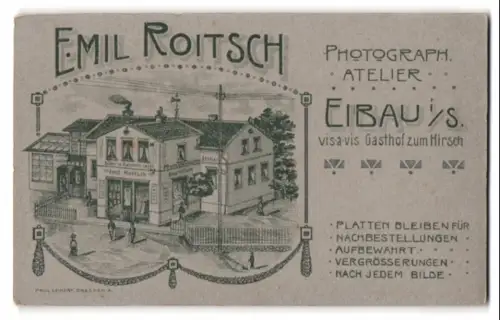 EMIL ROITSCH
PHOTOGRAPH.
ATELIER
EIBAU i/S.
vis a vis Gasthof zum Hirsch
· PLATTEN BLEIBEN FÜR
NACHBESTELLUNGEN ·
AUFBEWAHRT ·
· VERGRÖSSERUNGEN ·
NACH JEDEM BILDE ·